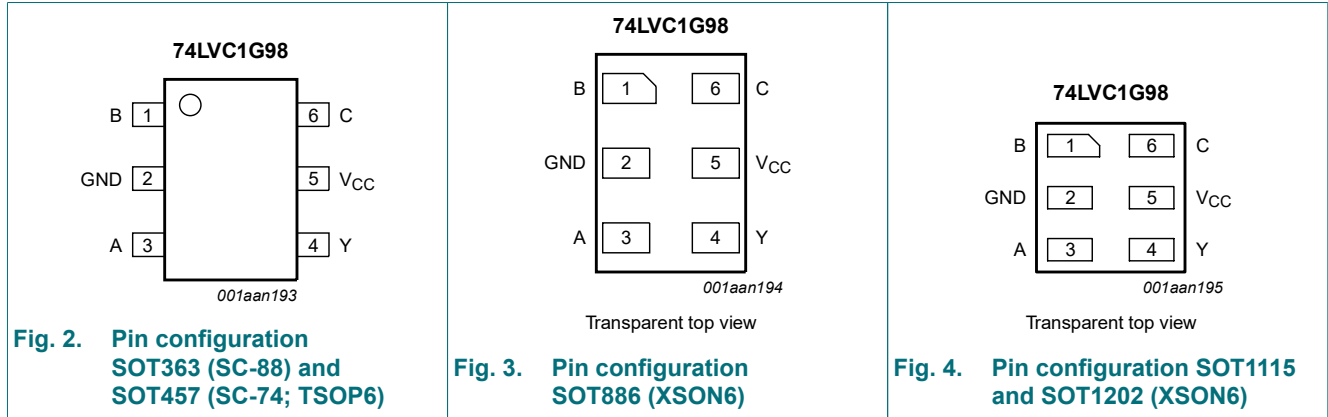 74LVC1G98
B 1 6 C
GND 2 5 VCC
A 3 4 Y
001aan193
Fig. 2. Pin configuration
SOT363 (SC-88) and
SOT457 (SC-74; TSOP6)
74LVC1G98
B 1 6 C
GND 2 5 VCC
A 3 4 Y
001aan194
Transparent top view
Fig. 3. Pin configuration
SOT886 (XSON6)
74LVC1G98
B 1 6 C
GND 2 5 VCC
A 3 4 Y
001aan195
Transparent top view
Fig. 4. Pin configuration SOT1115
and SOT1202 (XSON6)